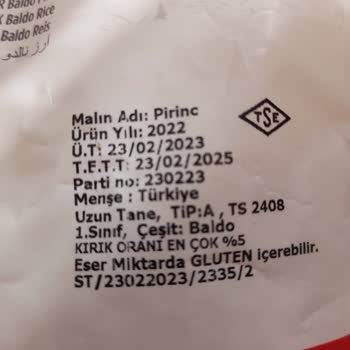 Baldo Rice
Baldo Reis
Malın Adı: Pirinc
Ürün Yılı: 2022
Ü.T: 23/02/2023
T.E.T.T: 23/02/2025
Parti no: 230223
Menşe : Türkiye
Uzun Tane, TİP:A , TS 2408
1.Sınıf, Çeşit: Baldo
KIRIK ORANI EN ÇOK %5
Eser Miktarda GLUTEN içerebilir.
ST/23022023/2335/2
TSE